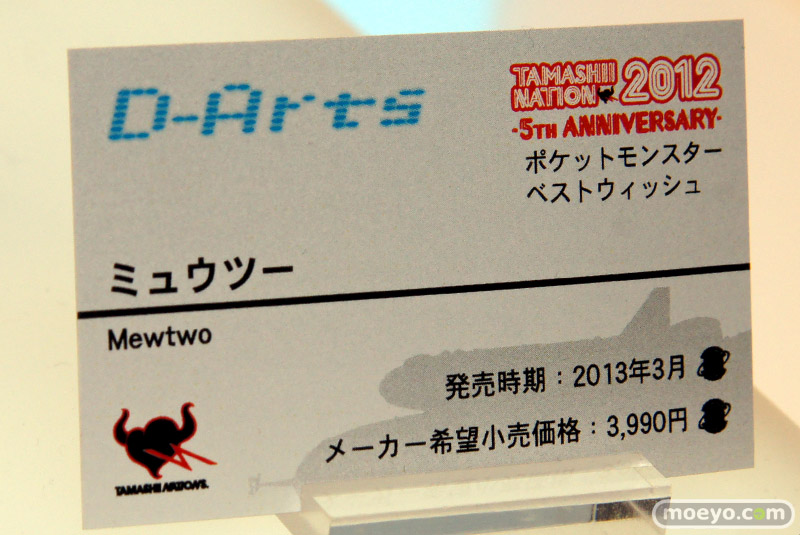 D-Arts
TAMASHII
NATION 2012
-5TH ANNIVERSARY-
ポケットモンスター
ベストウィッシュ
ミュウツー
Mewtwo
発売時期：2013年3月
メーカー希望小売価格：3,990円
TAMASHII NATIONS.
moeyo.com